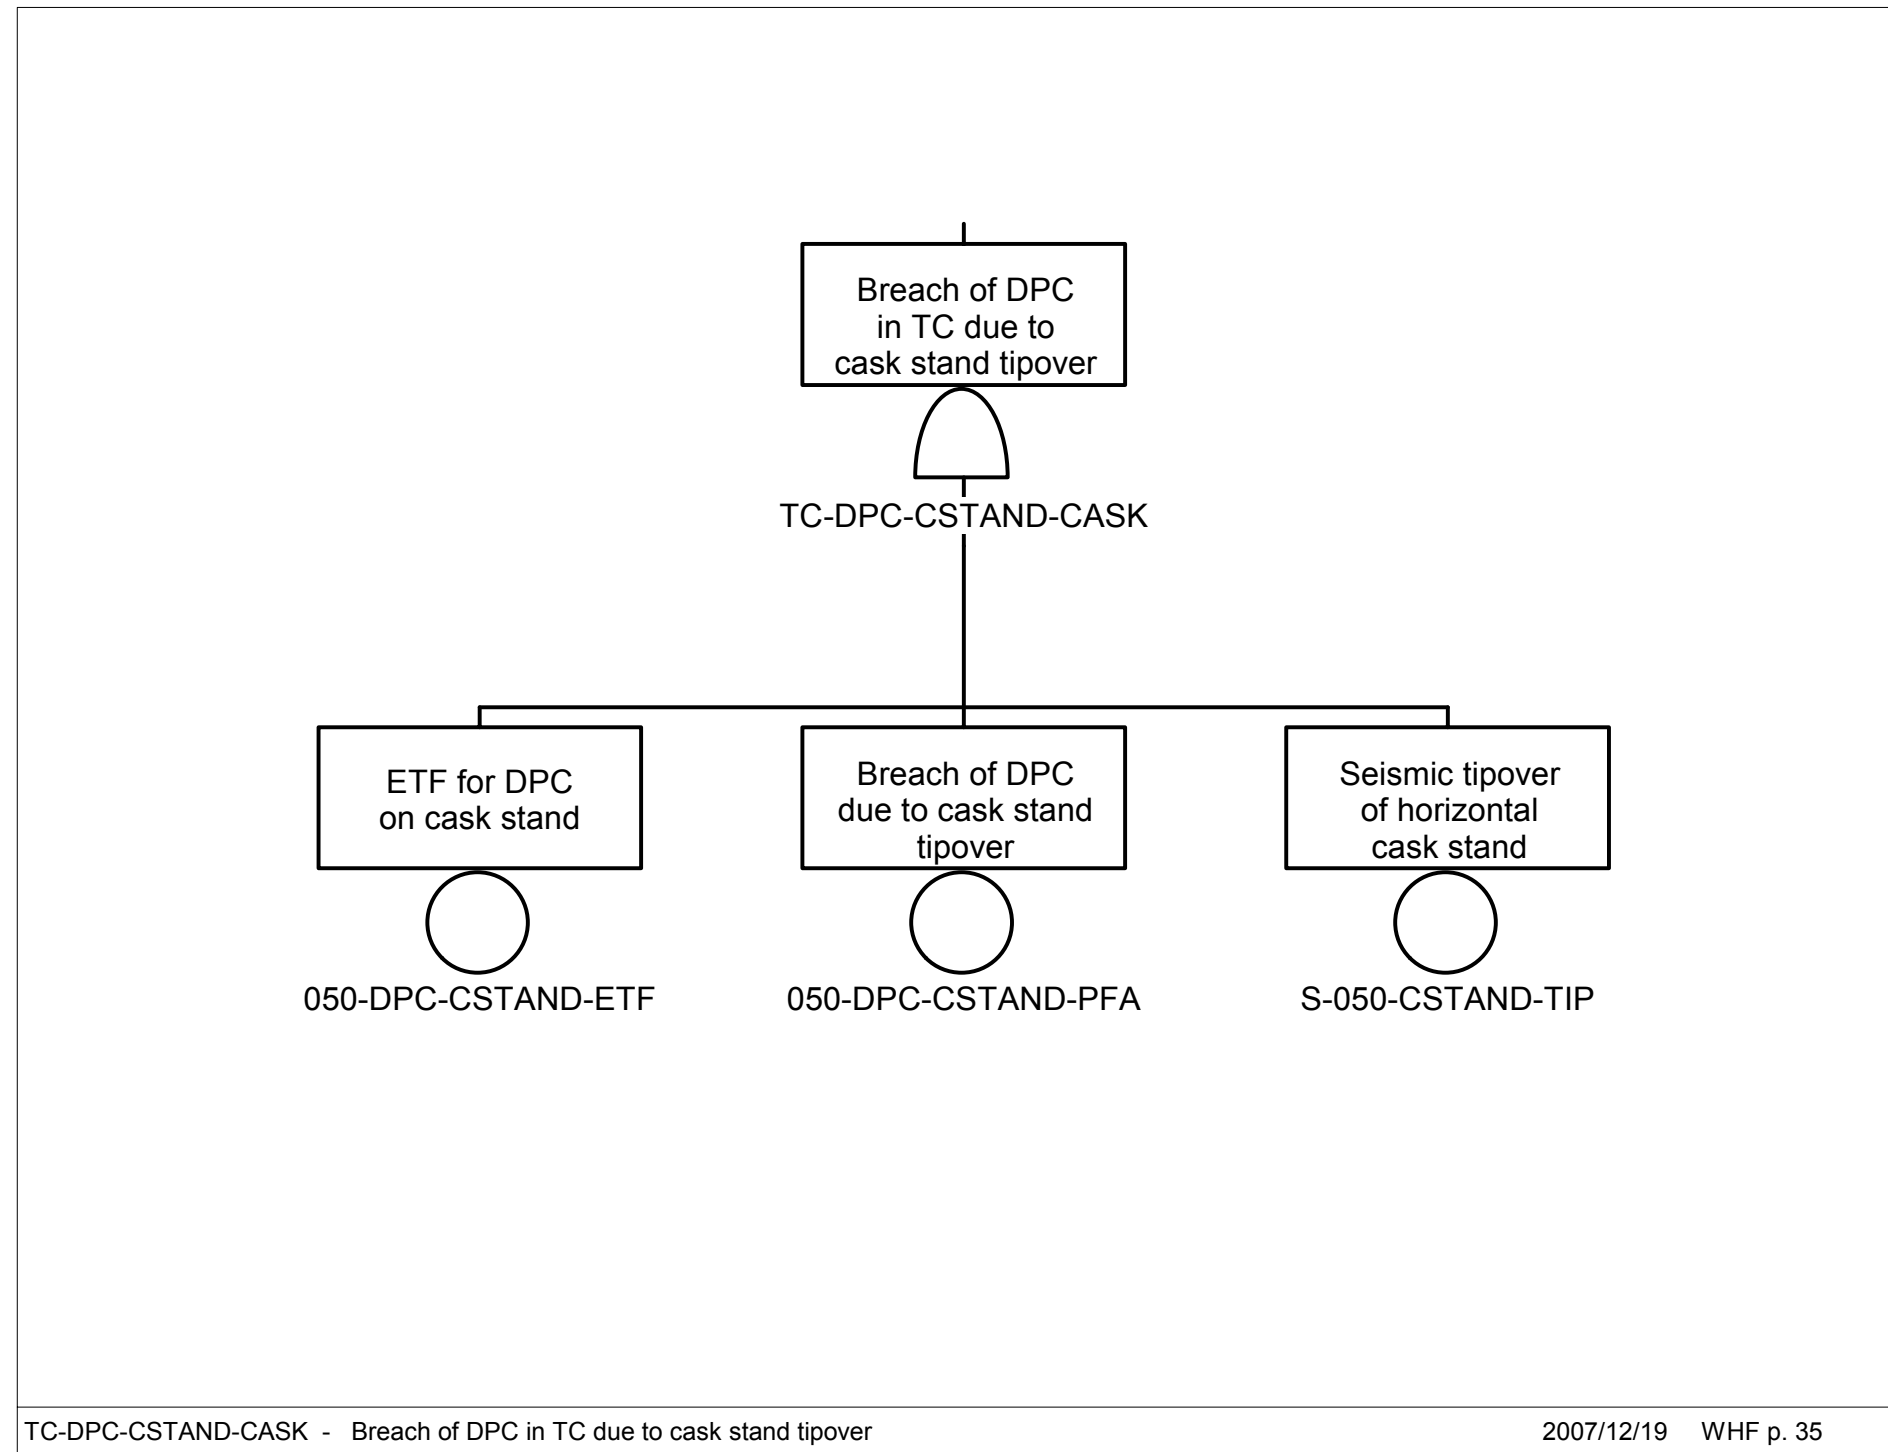 Breach of DPC
in TC due to
cask stand tipover
TC-DPC-CSTAND-CASK
ETF for DPC
on cask stand
050-DPC-CSTAND-ETF
Breach of DPC
due to cask stand
tipover
050-DPC-CSTAND-PFA
Seismic tipover
of horizontal
cask stand
S-050-CSTAND-TIP
TC-DPC-CSTAND-CASK - Breach of DPC in TC due to cask stand tipover 2007/12/19 WHF p. 35